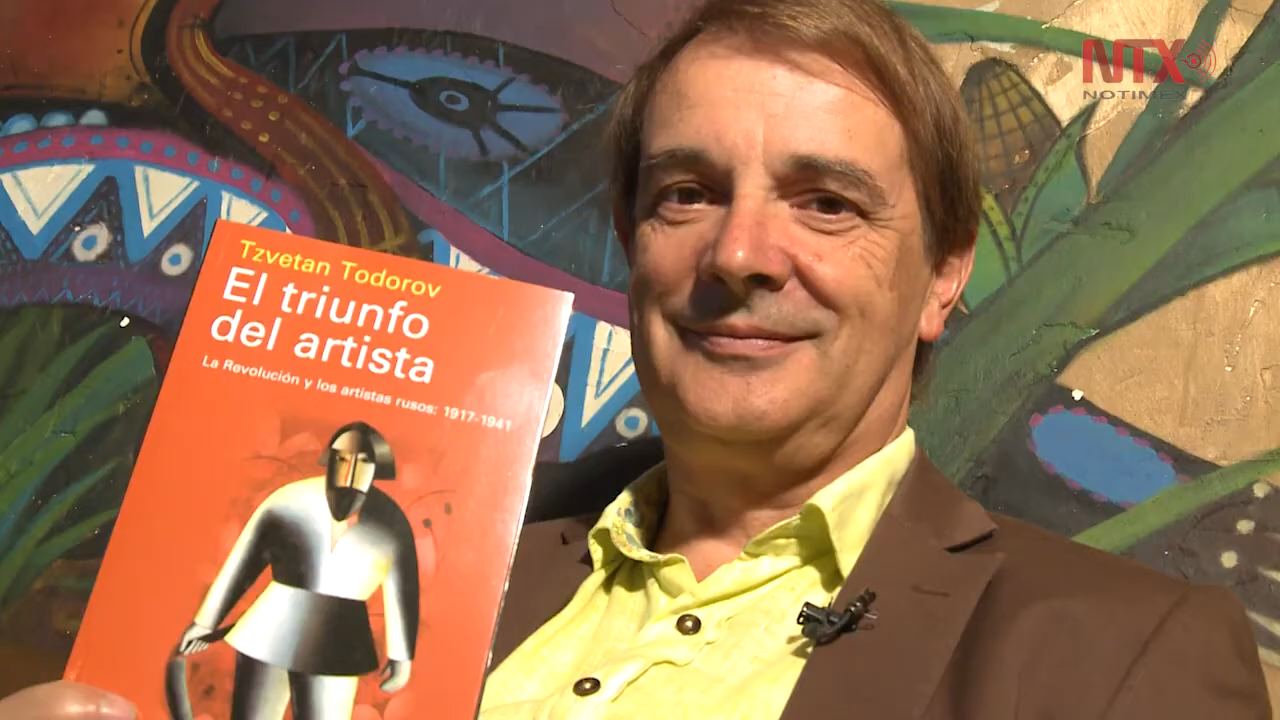 Tzvetan Todorov
El triunfo
del artista
La Revolución y los artistas rusos: 1917-1941
NTX
NOTIMEX